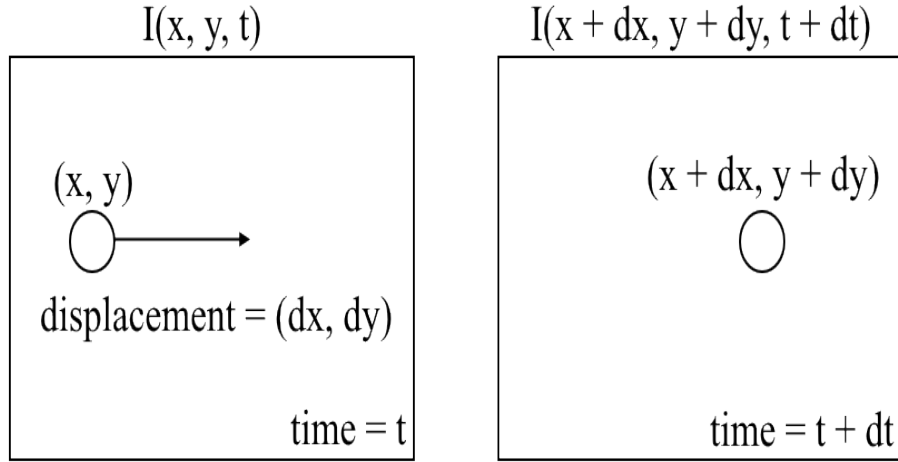 I(x, y, t)
(x, y)
displacement = (dx, dy)
time = t
I(x + dx, y + dy, t + dt)
(x + dx, y + dy)
time = t + dt